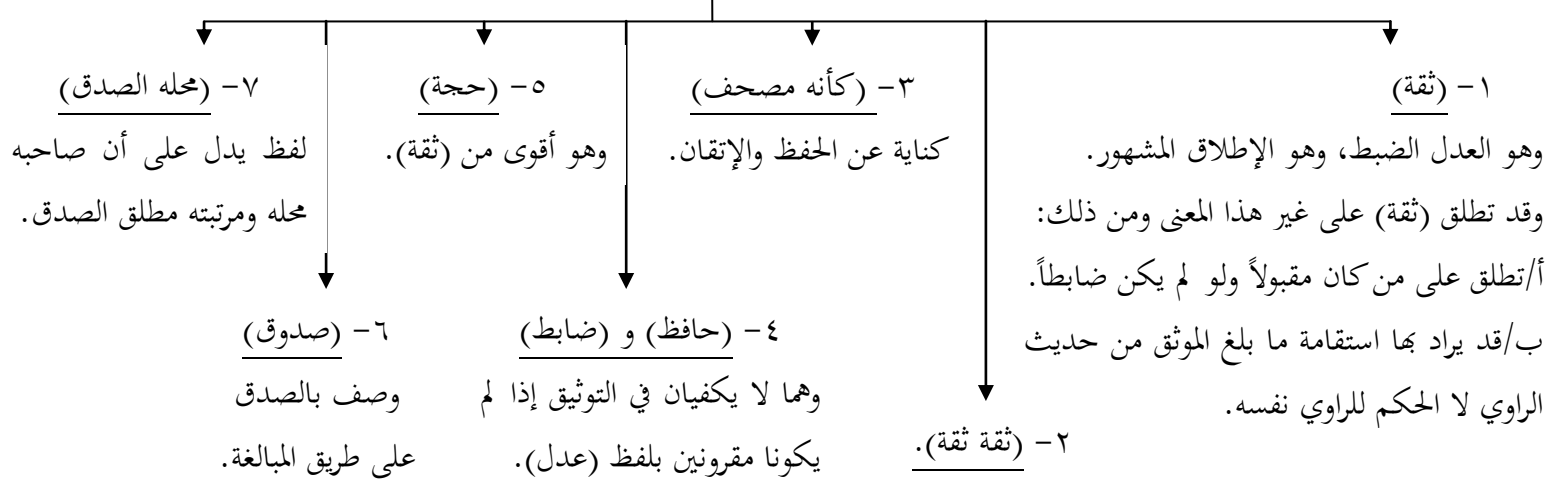 ١- (ثقة)
وهو العدل الضبط، وهو الإطلاق المشهور.
وقد تطلق (ثقة) على غير هذا المعنى ومن ذلك:
أ/تطلق على من كان مقبولاً ولو لم يكن ضابطاً.
ب/قد يراد بها استقامة ما بلغ الموثق من حديث
الراوي لا الحكم للراوي نفسه.
٢- (ثقة ثقة).
٣- (كأنه مصحف)
كناية عن الحفظ والإتقان.
٤- (حافظ) و (ضابط)
وهما لا يكفيان في التوثيق إذا لم
يكونا مقرونين بلفظ (عدل).
٥- (حجة)
وهو أقوى من (ثقة).
٦- (صدوق)
وصف بالصدق
على طريق المبالغة.
٧- (محله الصدق)
لفظ يدل على أن صاحبه
محله ومرتبته مطلق الصدق.